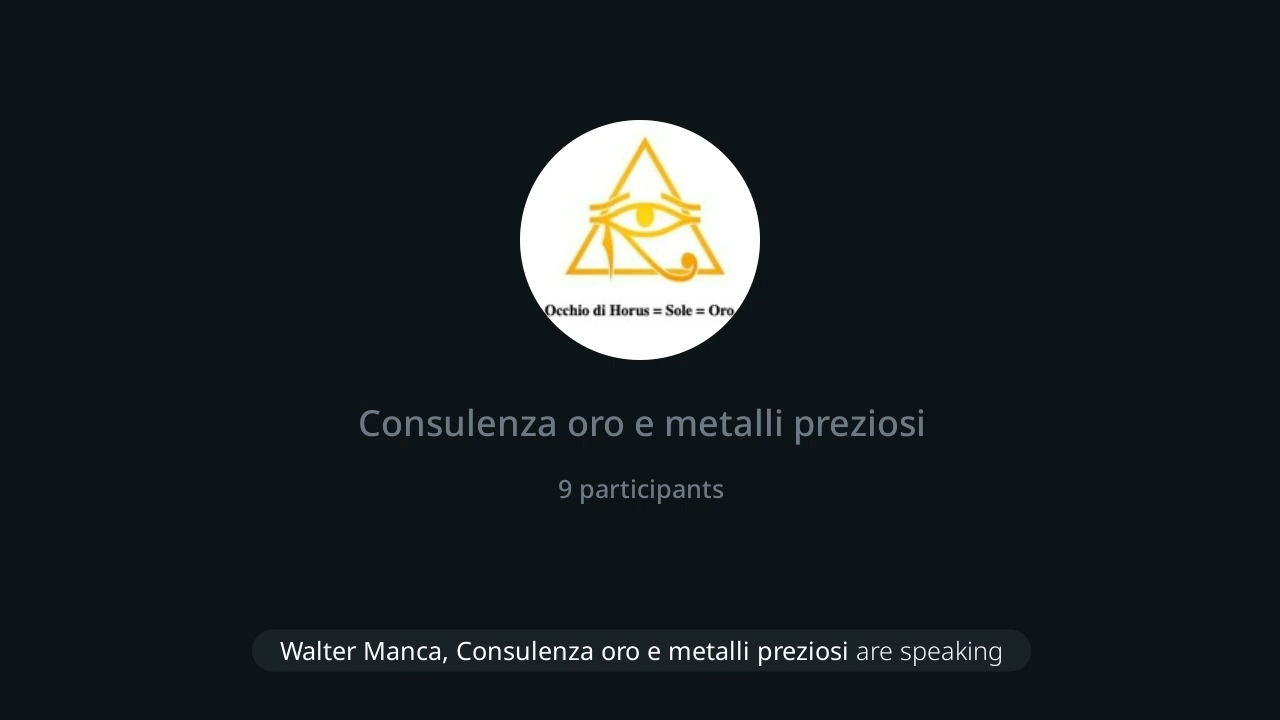 Occhio di Horus = Sole = Oro
Consulenza oro e metalli preziosi
9 participants
Walter Manca, Consulenza oro e metalli preziosi are speaking